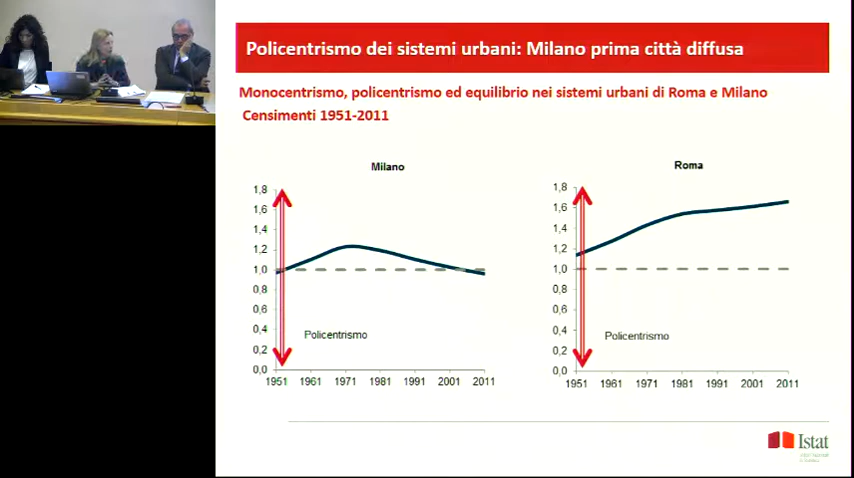 Policentrismo dei sistemi urbani: Milano prima città diffusa
Monocentrismo, policentrismo ed equilibrio nei sistemi urbani di Roma e Milano
Censimenti 1951-2011
Milano
1,8
1,6
1,4
1,2
1,0
0,8
0,6
0,4
0,2
0,0
Policentrismo
1951 1961 1971 1981 1991 2001 2011
Roma
1,8
1,6
1,4
1,2
1,0
0,8
0,6
0,4
0,2
0,0
Policentrismo
1951 1961 1971 1981 1991 2001 2011
Istat